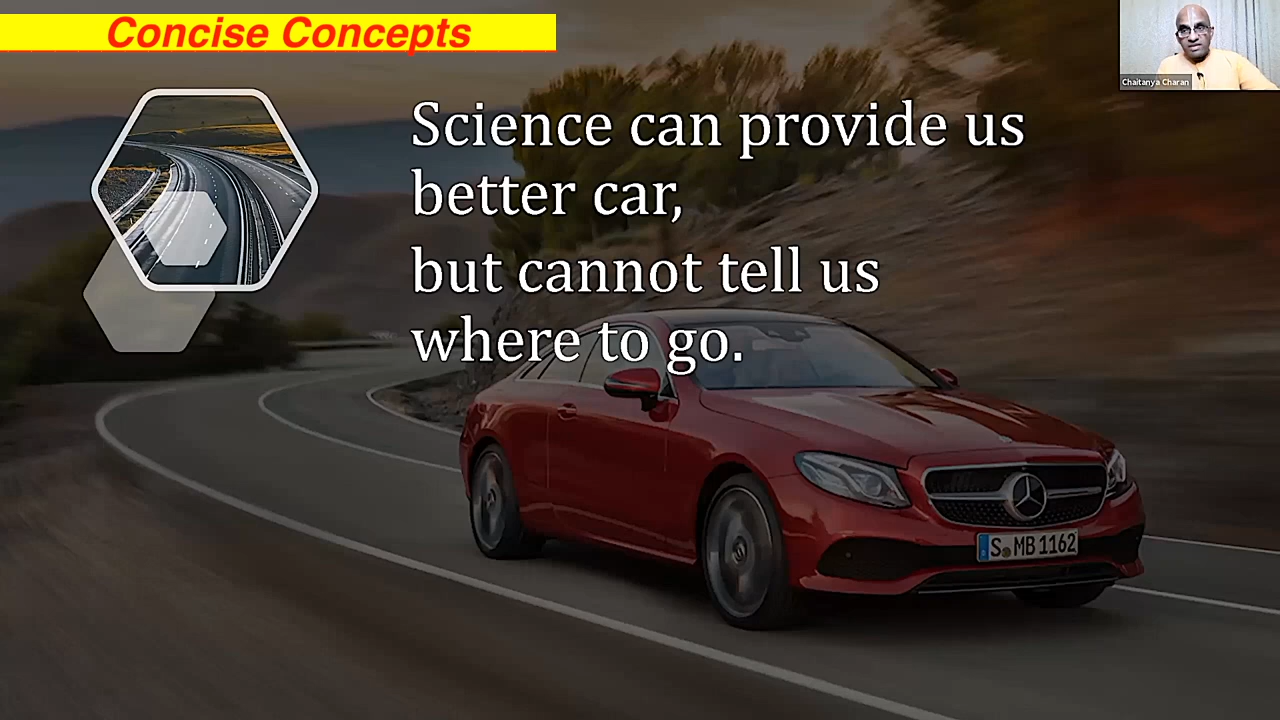 Concise Concepts
Chaitanya Charan
Science can provide us
better car,
but cannot tell us
where to go.
S MB 1162